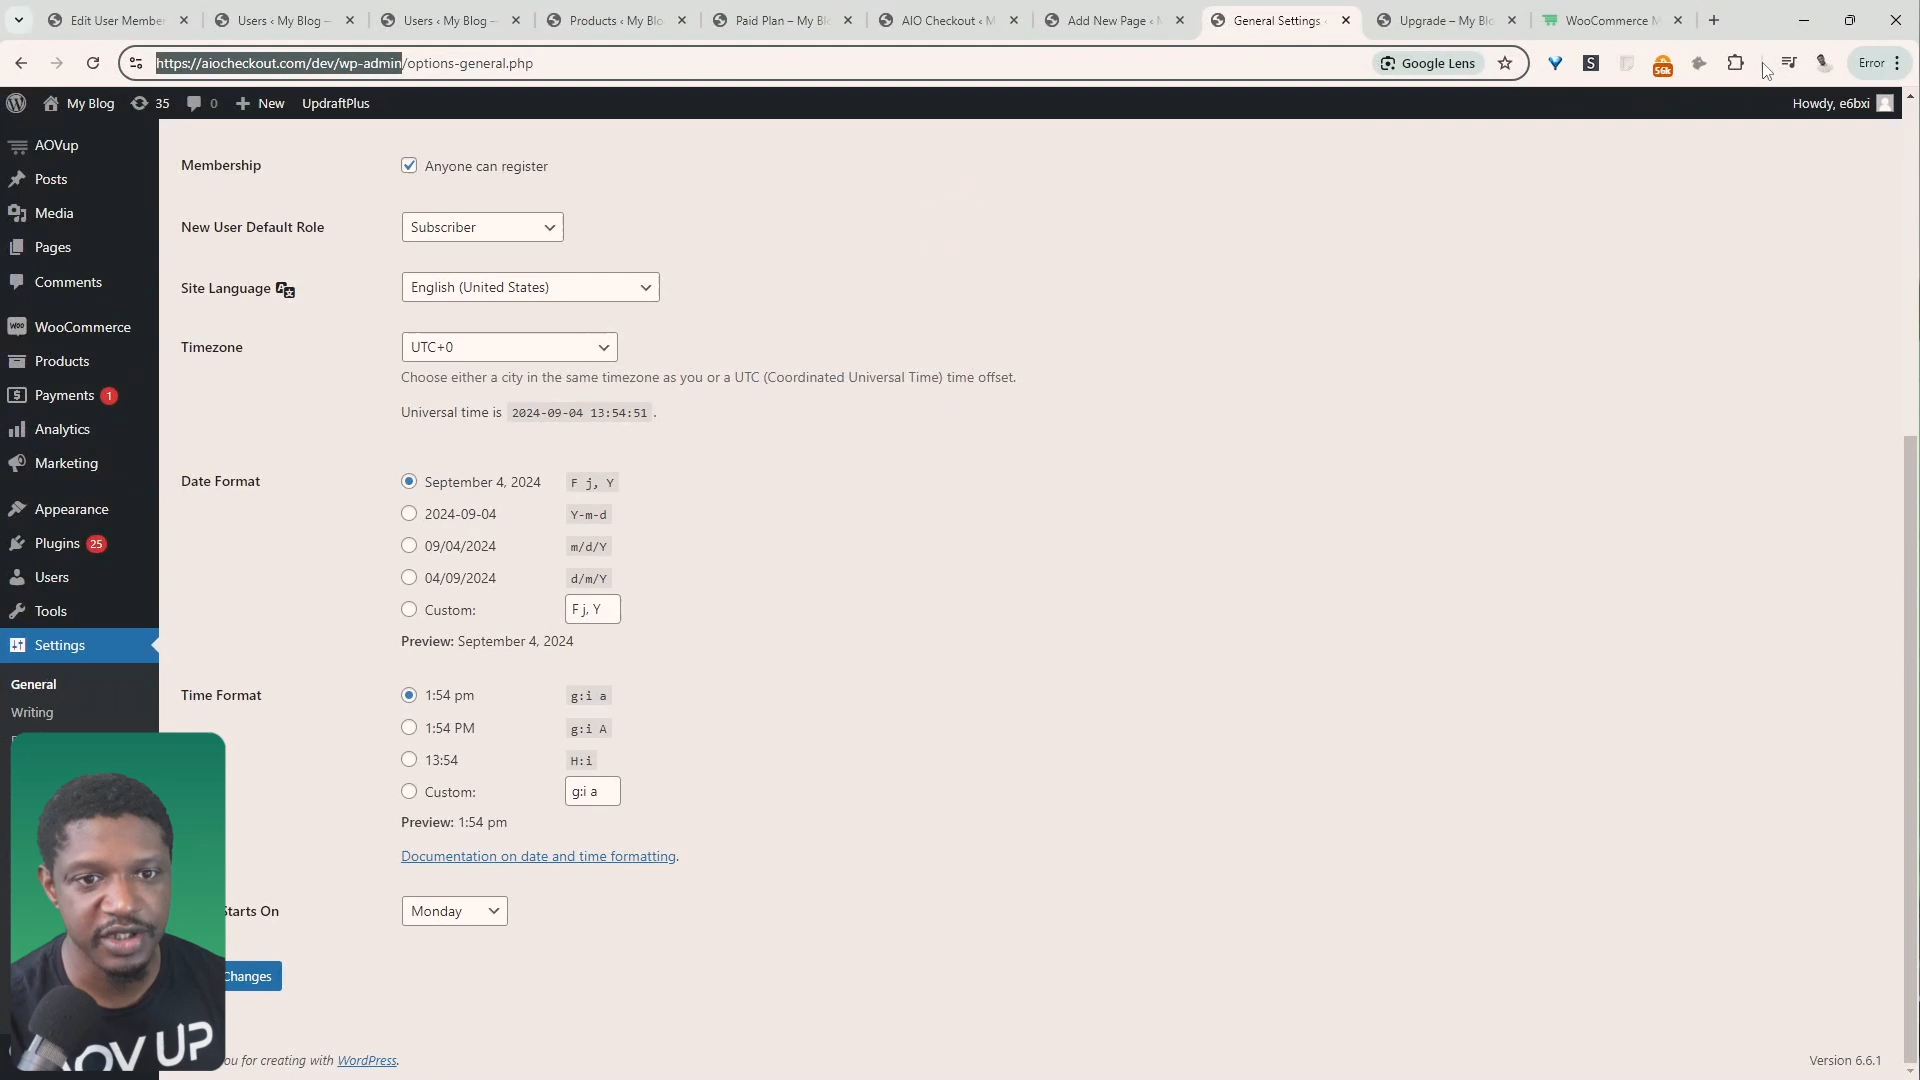 Edit User Membe
Users ‹ My Blog —
Users ‹ My Blog —
Products ‹ My Blo
Paid Plan – My Blo
AIO Checkout ‹ M
Add New Page ‹
General Settings ‹
Upgrade – My Blo
WooCommerce M
https://aiocheckout.com/dev/wp-admin/options-general.php
Google Lens
S
56k
Error
My Blog
35
0
New
UpdraftPlus
Howdy, e6bxi
AOVup
Posts
Media
Pages
Comments
WooCommerce
Products
Payments 1
Analytics
Marketing
Appearance
Plugins 25
Users
Tools
Settings
General
Writing
Membership
Anyone can register
New User Default Role
Subscriber
Site Language
English (United States)
Timezone
UTC+0
Choose either a city in the same timezone as you or a UTC (Coordinated Universal Time) time offset.
Universal time is 2024-09-04 13:54:51 .
Date Format
September 4, 2024 F j, Y
2024-09-04 Y-m-d
09/04/2024 m/d/Y
04/09/2024 d/m/Y
Custom: F j, Y
Preview: September 4, 2024
Time Format
1:54 pm g:i a
1:54 PM g:i A
13:54 H:i
Custom: g:i a
Preview: 1:54 pm
Documentation on date and time formatting.
Starts On
Monday
Changes
ou for creating with WordPress.
Version 6.6.1
AOV UP